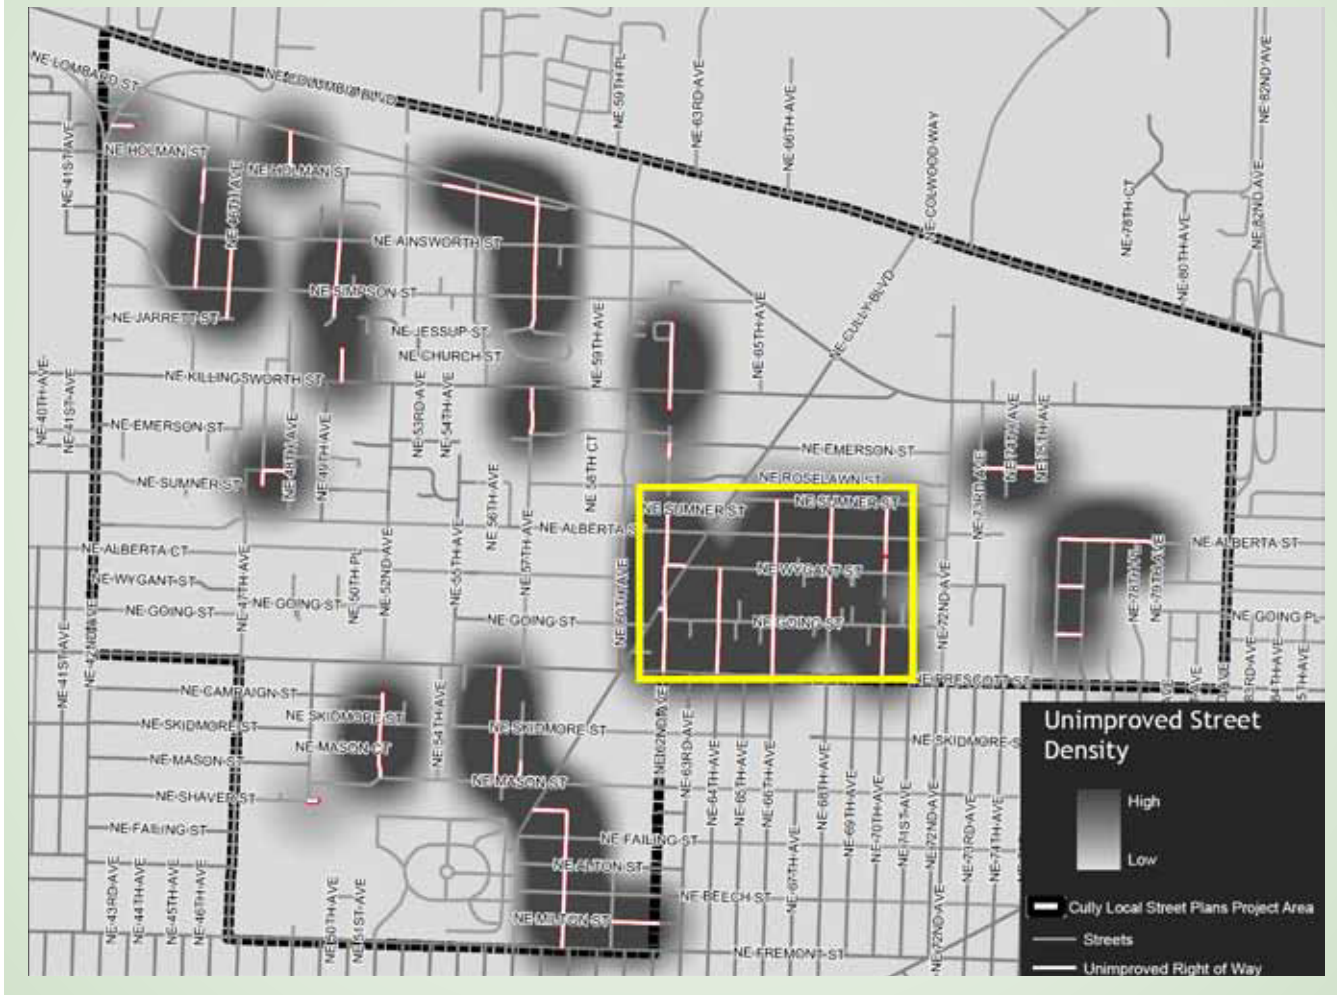 NE LOMBARD ST
NE COLUMBIA BLVD
NE 59TH PL
NE 63RD AVE
NE 66TH AVE
NE COLWOOD WAY
NE 82ND AVE
NE 82ND AVE
NE 41ST AVE
NE HOLMAN ST
NE HOLMAN ST
NE 78TH CT
NE 80TH AVE
NE 82ND AVE
NE AINSWORTH ST
NE SIMPSON ST
NE CULLY BLVD
NE JARRETT ST
NE JESSUP ST
NE CHURCH ST
NE 59TH AVE
NE 65TH AVE
NE KILLINGSWORTH ST
NE 40TH AVE
NE 41ST AVE
NE 53RD AVE
NE 54TH AVE
NE EMERSON ST
NE 48TH AVE
NE 49TH AVE
NE 58TH CT
NE EMERSON ST
NE ROSELAWN ST
NE 73RD AVE
NE SUMNER ST
NE SUMNER ST
NE SUMNER ST
NE 56TH AVE
NE ALBERTA S
NE ALBERTA CT
NE ALBERTA ST
NE WYGANT ST
NE WYGANT ST
NE 47TH AVE
NE 50TH PL
NE 52ND AVE
NE 55TH AVE
NE 57TH AVE
NE 60TH AVE
NE 72ND AVE
NE 78TH PL
NE 79TH AVE
NE GOING ST
NE GOING ST
NE GOING ST
NE GOING ST
NE GOING PL
NE 41ST AVE
NE 42ND AVE
NE PRESCOTT ST
NE CAMPAIGN ST
NE SKIDMORE ST
NE SKIDMORE ST
NE SKIDMORE ST
NE SKIDMORE S
NE 54TH AVE
NE MASON CT
NE MASON ST
NE MASON ST
NE SHAVER ST
NE FAILING ST
NE FAILING ST
NE ALTON ST
NE BEECH ST
NE MILTON ST
NE FREMONT ST
NE 43RD AVE
NE 44TH AVE
NE 45TH AVE
NE 46TH AVE
NE 50TH AVE
NE 51ST AVE
NE 62ND AVE
NE 63RD AVE
NE 64TH AVE
NE 65TH AVE
NE 66TH AVE
NE 67TH AVE
NE 68TH AVE
NE 69TH AVE
NE 70TH AVE
NE 71ST AVE
NE 72ND AVE
NE 72ND AVE
NE 73RD AVE
NE 74TH AVE
Unimproved Street
Density
High
Low
Cully Local Street Plans Project Area
Streets
Unimproved Right of Way